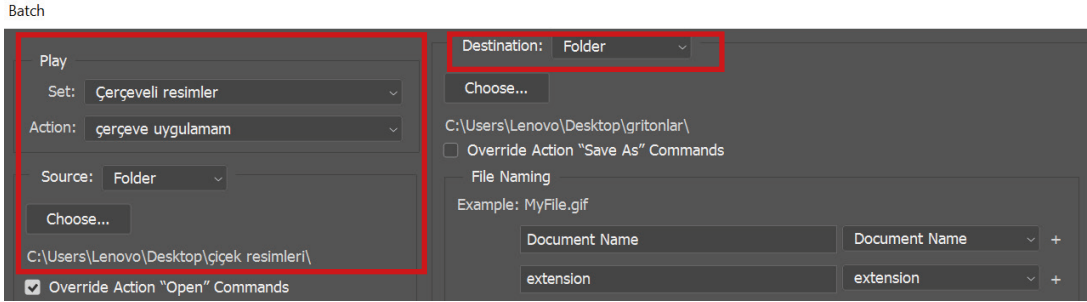 Batch
Play
Set: Çerçeveli resimler
Action: çerçeve uygulamam
Source: Folder
Choose...
C:\Users\Lenovo\Desktop\çiçek resimleri\
Override Action “Open” Commands
Destination: Folder
Choose...
C:\Users\Lenovo\Desktop\gritonlar\
Override Action “Save As” Commands
File Naming
Example: MyFile.gif
Document Name Document Name +
extension extension +